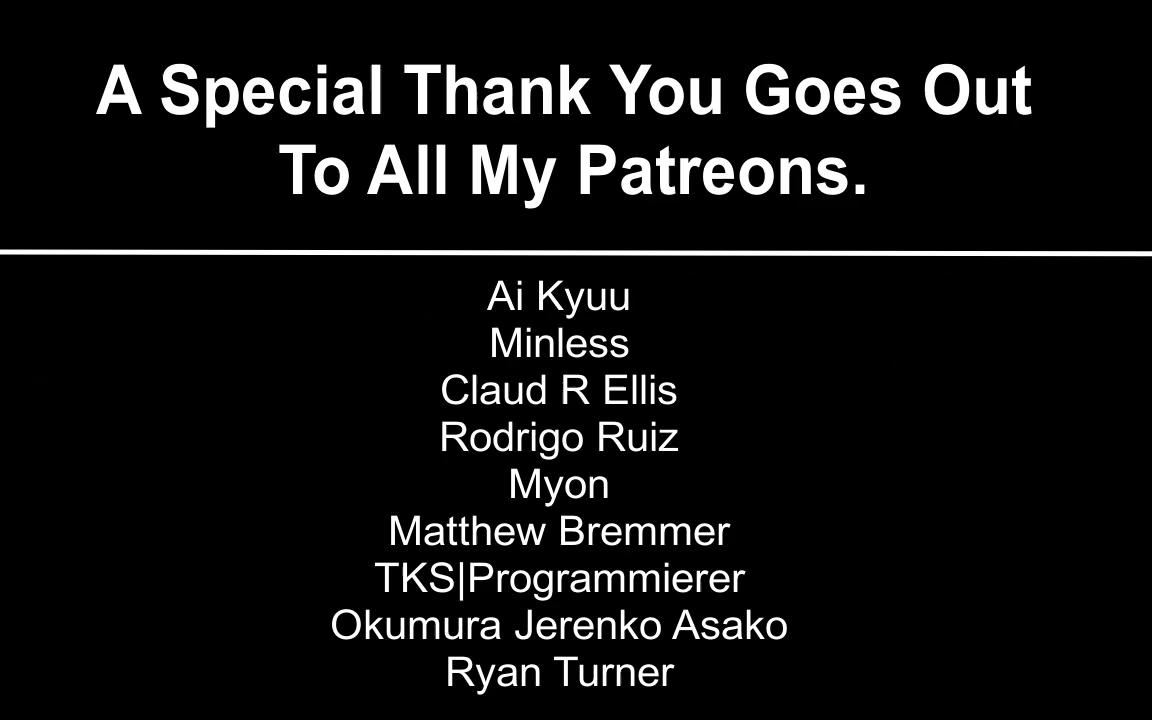 A Special Thank You Goes Out
To All My Patreons.
Ai Kyuu
Minless
Claud R Ellis
Rodrigo Ruiz
Myon
Matthew Bremmer
TKS|Programmierer
Okumura Jerenko Asako
Ryan Turner